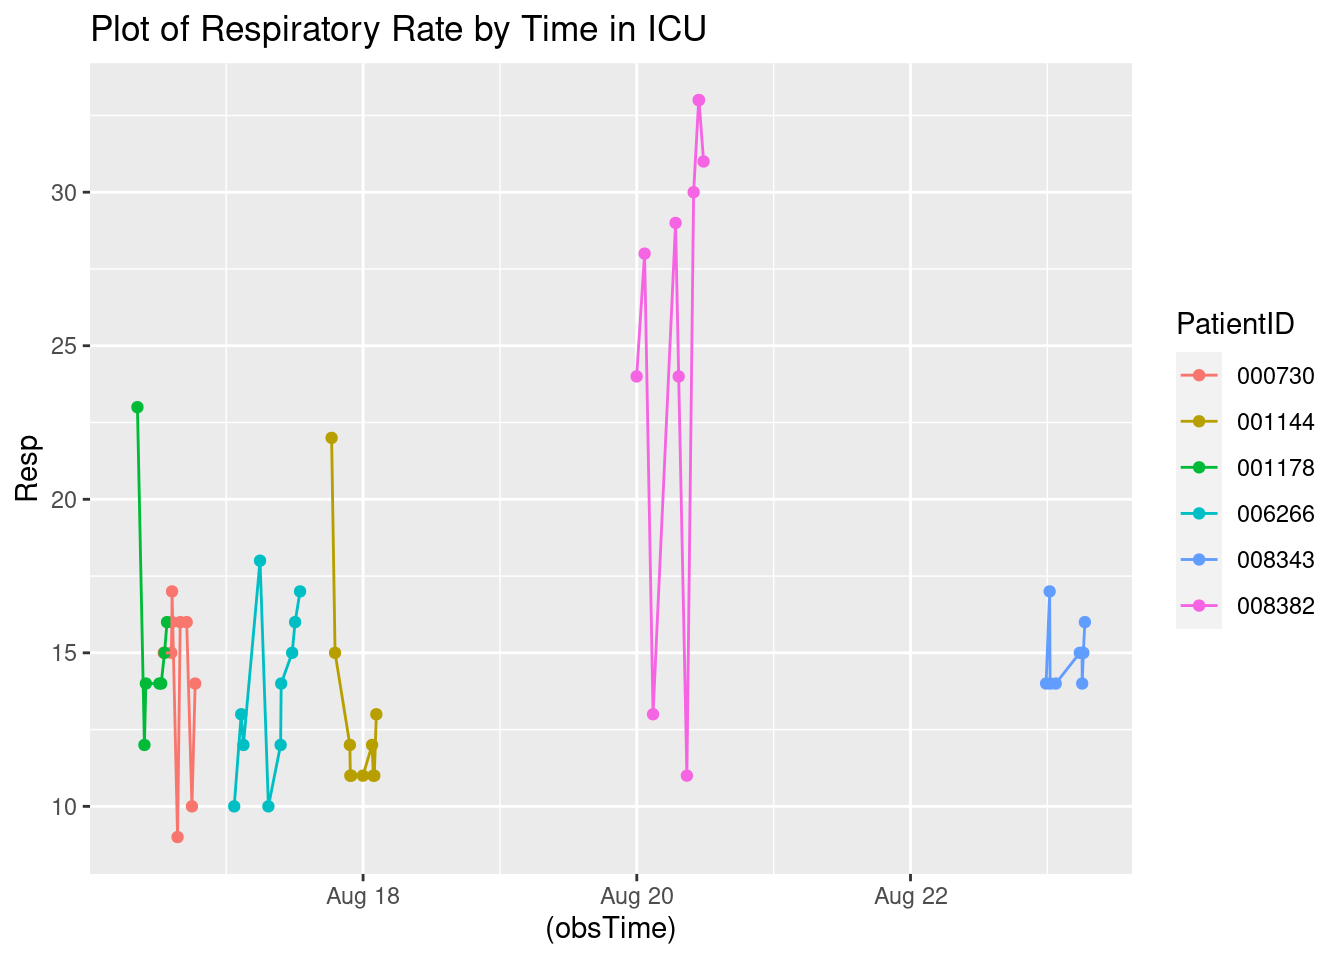 Plot of Respiratory Rate by Time in ICU
30
25
20
15
10
Resp
Aug 18
Aug 20
Aug 22
(obsTime)
PatientID
000730
001144
001178
006266
008343
008382